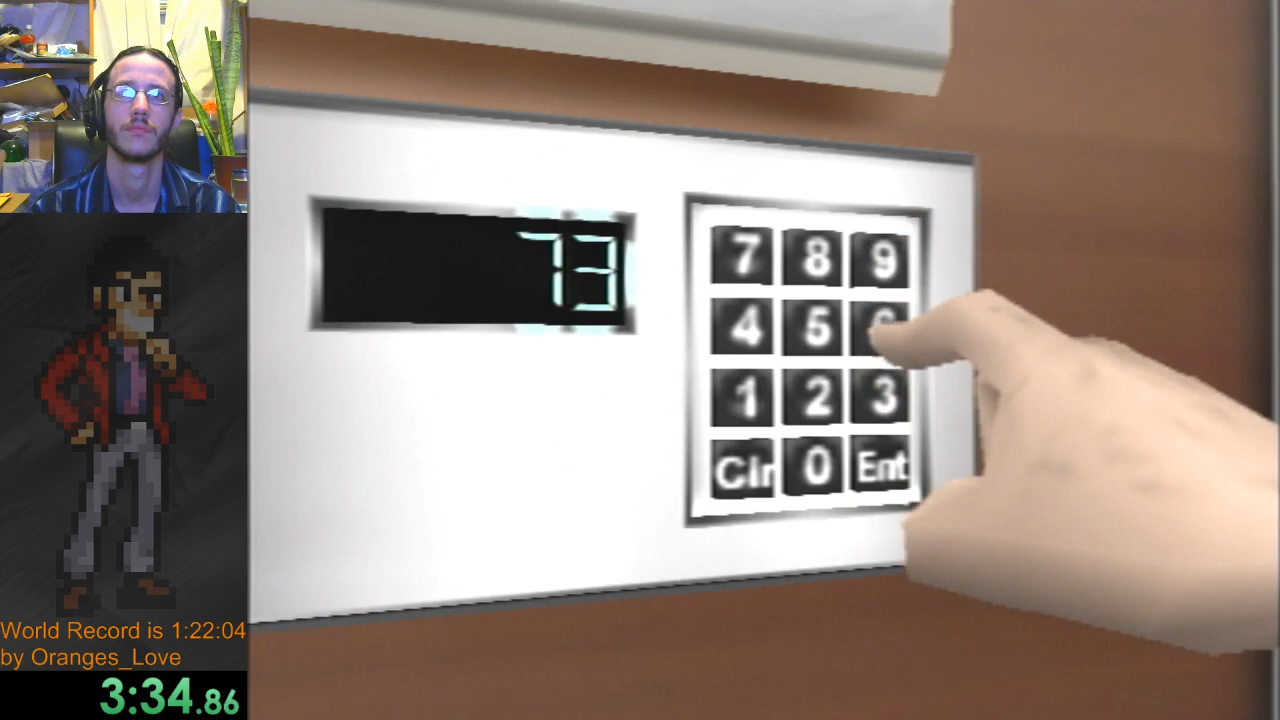 73
7 8 9
4 5 6
1 2 3
Clr 0 Ent
World Record is 1:22:04
by Oranges_Love
3:34.86